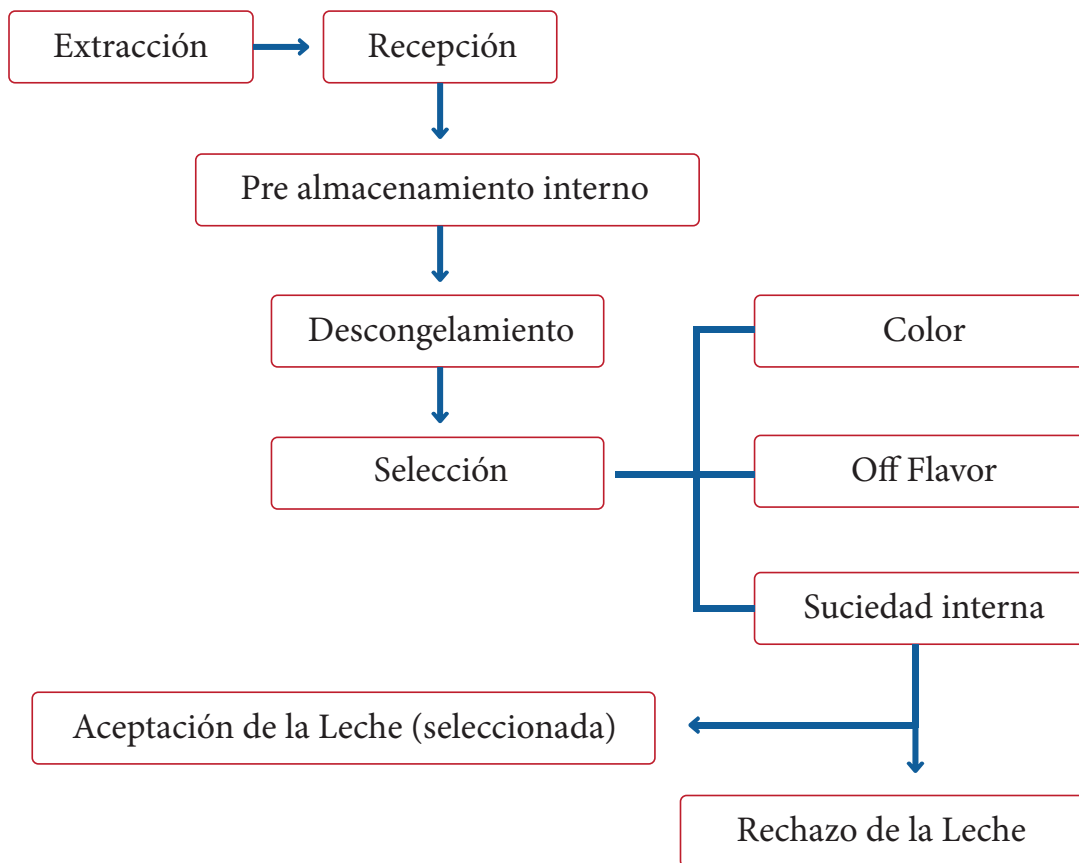 Extracción
Recepción
Pre almacenamiento interno
Descongelamiento
Color
Selección
Off Flavor
Suciedad interna
Aceptación de la Leche (seleccionada)
Rechazo de la Leche